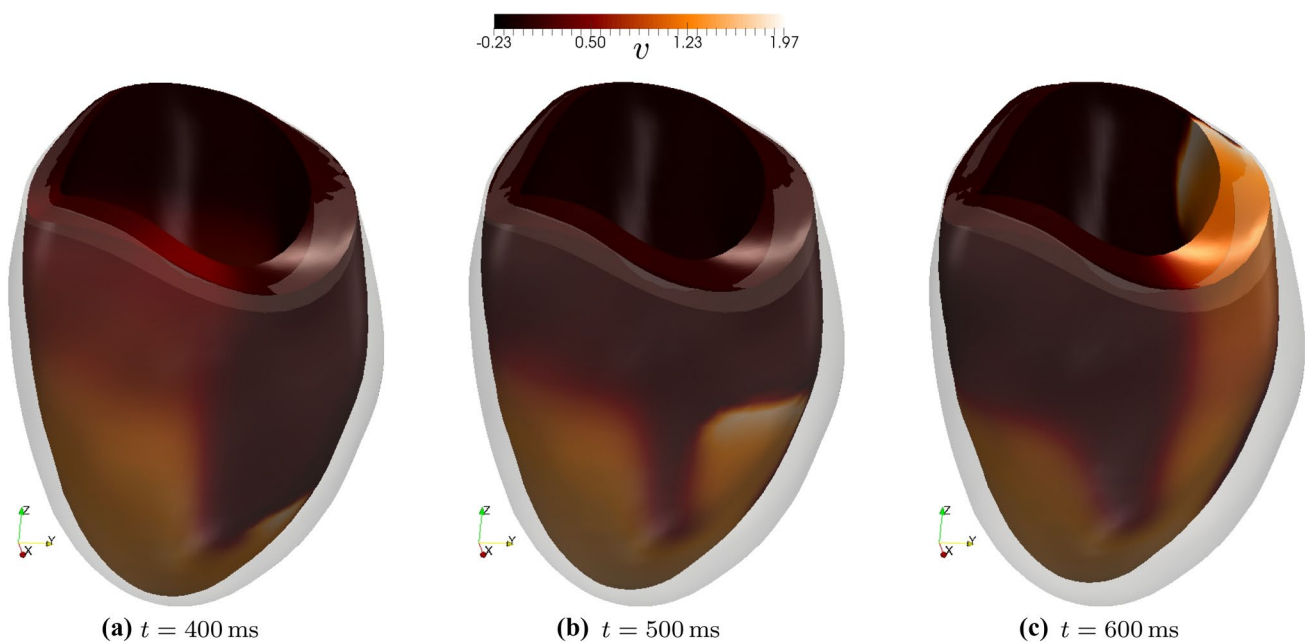 -0.23 0.50 1.23 1.97
v
Z
Y
X
Z
Y
X
Z
Y
X
(a) t = 400 ms
(b) t = 500 ms
(c) t = 600 ms